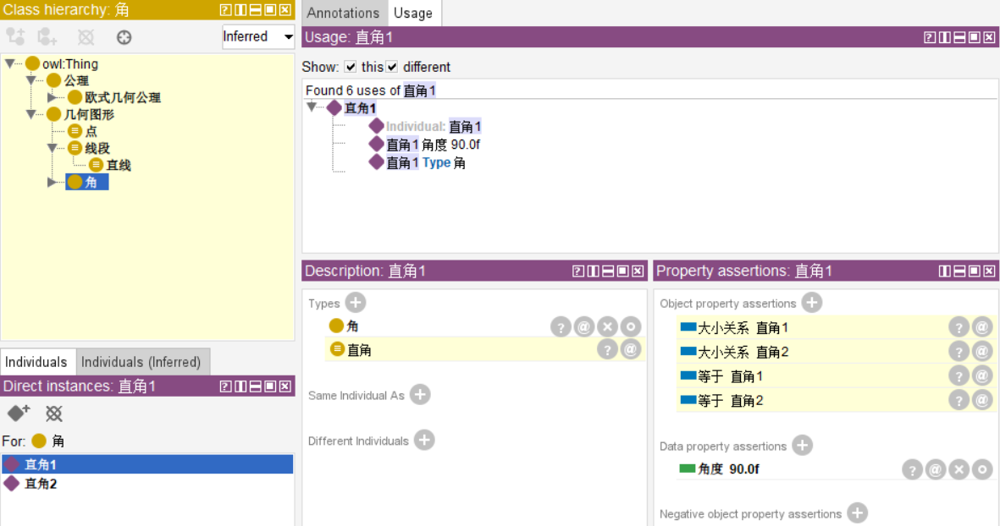 Class hierarchy: 角
Inferred
owl:Thing
公理
欧式几何公理
几何图形
点
线段
直线
角
Individuals Individuals (Inferred)
Direct instances: 直角1
For: 角
直角1
直角2
Annotations Usage
Usage: 直角1
Show: this different
Found 6 uses of 直角1
直角1
Individual: 直角1
直角1 角度 90.0f
直角1 Type 角
Description: 直角1
Types
角
直角
Same Individual As
Different Individuals
Property assertions: 直角1
Object property assertions
大小关系 直角1
大小关系 直角2
等于 直角1
等于 直角2
Data property assertions
角度 90.0f
Negative object property assertions